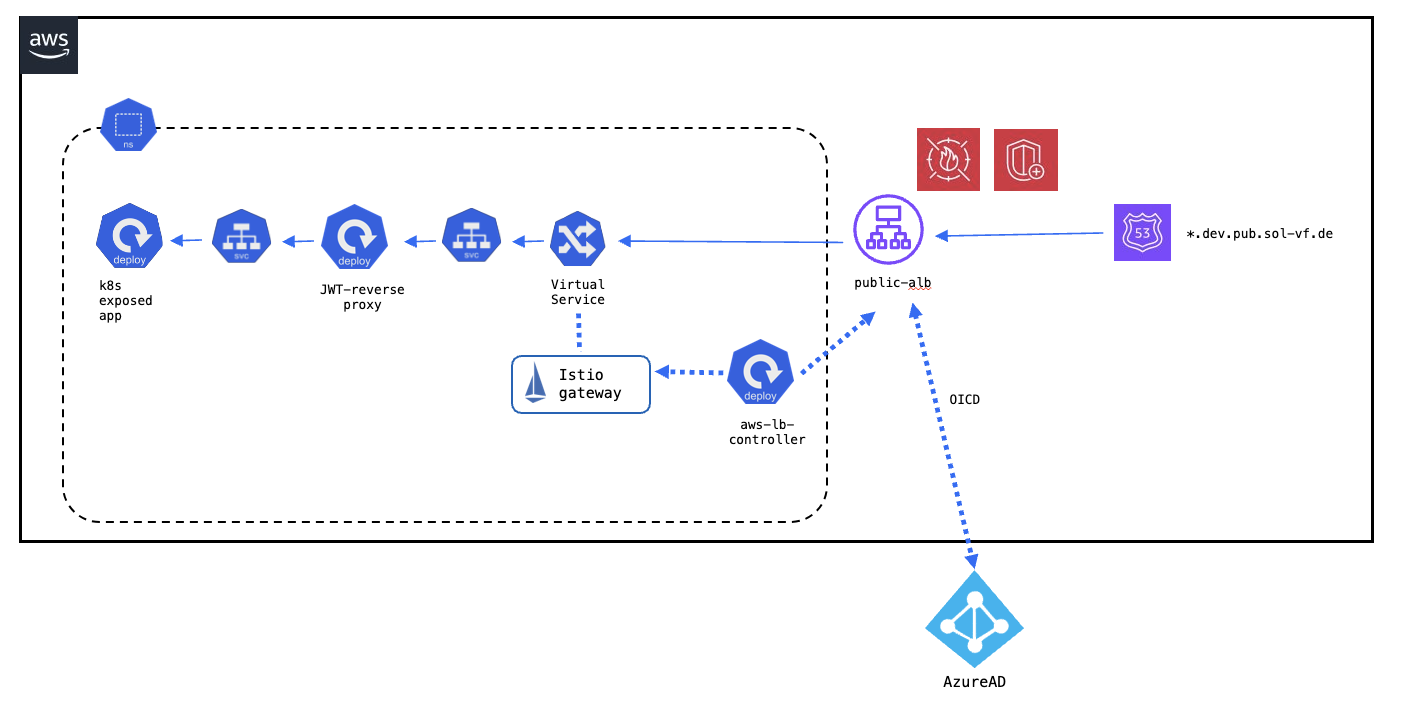 aws
ns
53
*.dev.pub.sol-vf.de
deploy
svc
deploy
svc
k8s
exposed
app
JWT-reverse
proxy
Virtual
Service
public-alb
Istio
gateway
deploy
aws-lb-
controller
OICD
AzureAD